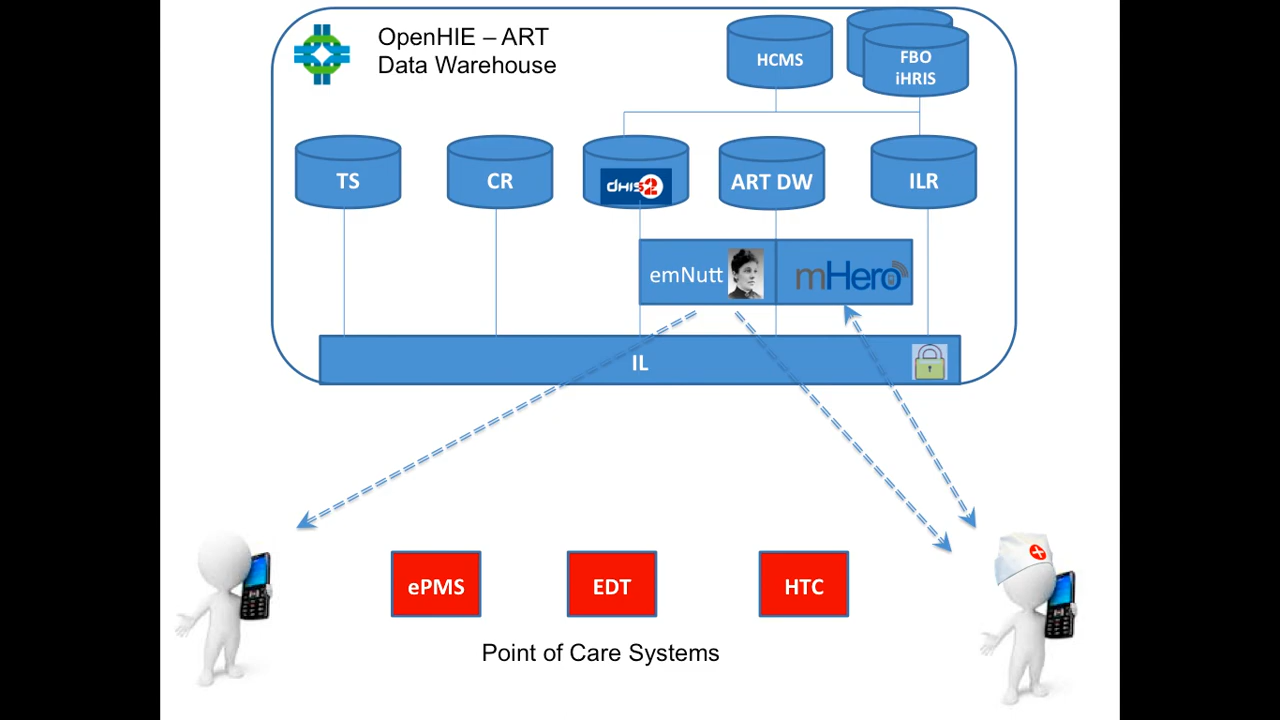 OpenHIE – ART
Data Warehouse
HCMS
FBO
iHRIS
TS
CR
dhis2
ART DW
ILR
emNutt
mHero
IL
ePMS
EDT
HTC
Point of Care Systems